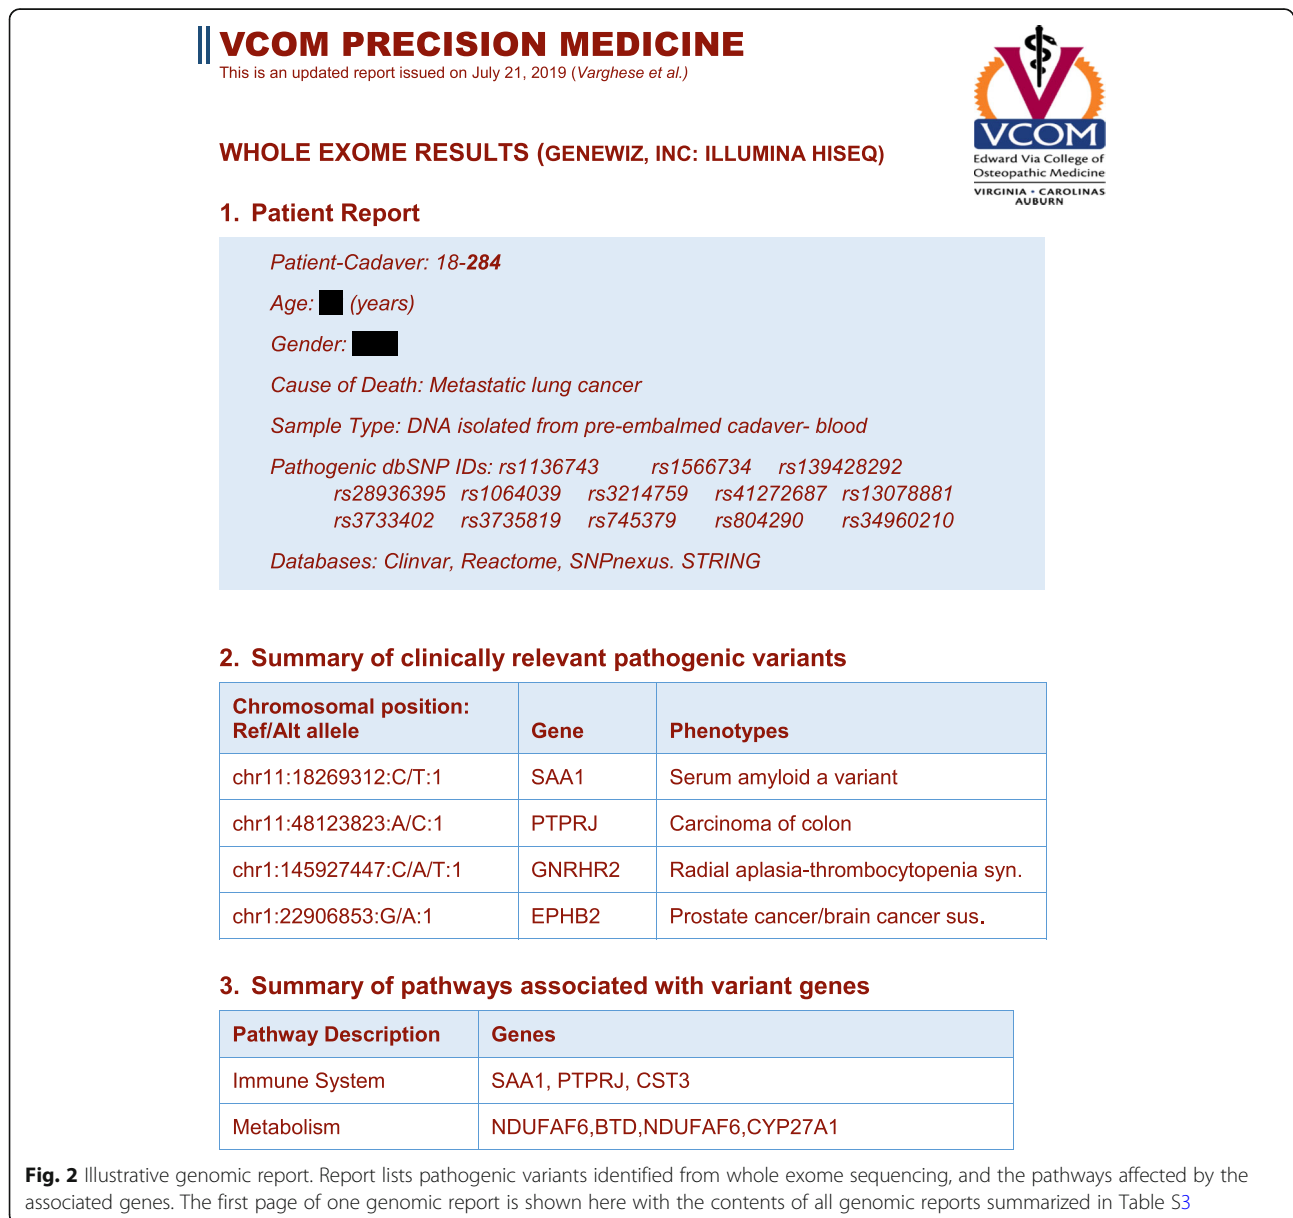 VCOM PRECISION MEDICINE
This is an updated report issued on July 21, 2019 (Varghese et al.)
VCOM
Edward Via College of
Osteopathic Medicine
VIRGINIA • CAROLINAS
AUBURN
WHOLE EXOME RESULTS (GENEWIZ, INC: ILLUMINA HISEQ)
1. Patient Report
Patient-Cadaver: 18-284
Age: (years)
Gender:
Cause of Death: Metastatic lung cancer
Sample Type: DNA isolated from pre-embalmed cadaver- blood
Pathogenic dbSNP IDs: rs1136743 rs1566734 rs139428292
rs28936395 rs1064039 rs3214759 rs41272687 rs13078881
rs3733402 rs3735819 rs745379 rs804290 rs34960210
Databases: Clinvar, Reactome, SNPnexus. STRING
2. Summary of clinically relevant pathogenic variants
Chromosomal position:
Ref/Alt allele Gene Phenotypes
chr11:18269312:C/T:1 SAA1 Serum amyloid a variant
chr11:48123823:A/C:1 PTPRJ Carcinoma of colon
chr1:145927447:C/A/T:1 GNRHR2 Radial aplasia-thrombocytopenia syn.
chr1:22906853:G/A:1 EPHB2 Prostate cancer/brain cancer sus.
3. Summary of pathways associated with variant genes
Pathway Description Genes
Immune System SAA1, PTPRJ, CST3
Metabolism NDUFAF6,BTD,NDUFAF6,CYP27A1
Fig. 2 Illustrative genomic report. Report lists pathogenic variants identified from whole exome sequencing, and the pathways affected by the
associated genes. The first page of one genomic report is shown here with the contents of all genomic reports summarized in Table S3